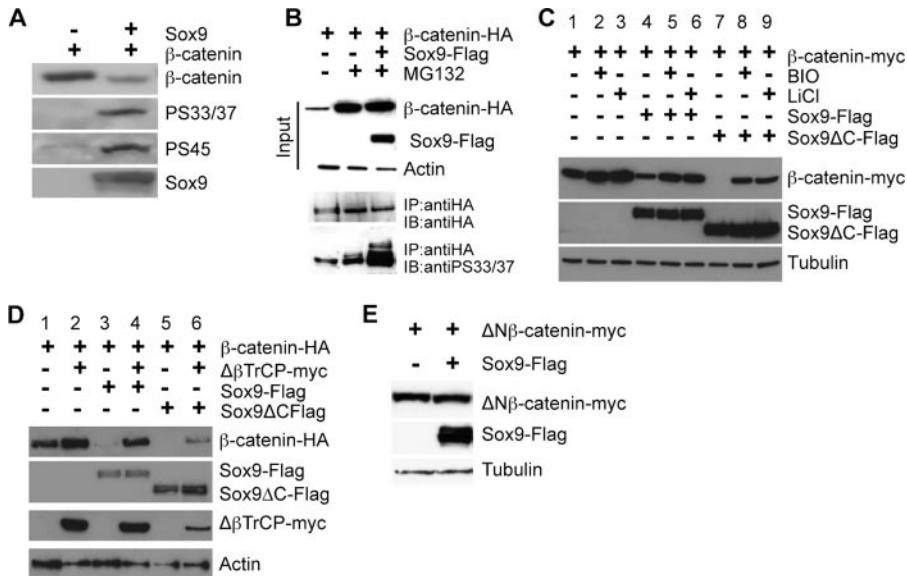 A
- + Sox9
+ + β-catenin
β-catenin
PS33/37
PS45
Sox9
B
+ + + β-catenin-HA
- - + Sox9-Flag
- + + MG132
Input
β-catenin-HA
Sox9-Flag
Actin
IP:antiHA
IB:antiHA
IP:antiHA
IB:antiPS33/37
C
1 2 3 4 5 6 7 8 9
+ + + + + + + + + β-catenin-myc
- + - - + - - + - BIO
- - + - - + - - + LiCl
- - - + + + - - - Sox9-Flag
- - - - - - + + + Sox9ΔC-Flag
β-catenin-myc
Sox9-Flag
Sox9ΔC-Flag
Tubulin
D
1 2 3 4 5 6
+ + + + + + β-catenin-HA
- + - + - + ΔβTrCP-myc
- - + + - - Sox9-Flag
- - - - + + Sox9ΔCFlag
β-catenin-HA
Sox9-Flag
Sox9ΔC-Flag
ΔβTrCP-myc
Actin
E
+ + ΔNβ-catenin-myc
- + Sox9-Flag
ΔNβ-catenin-myc
Sox9-Flag
Tubulin